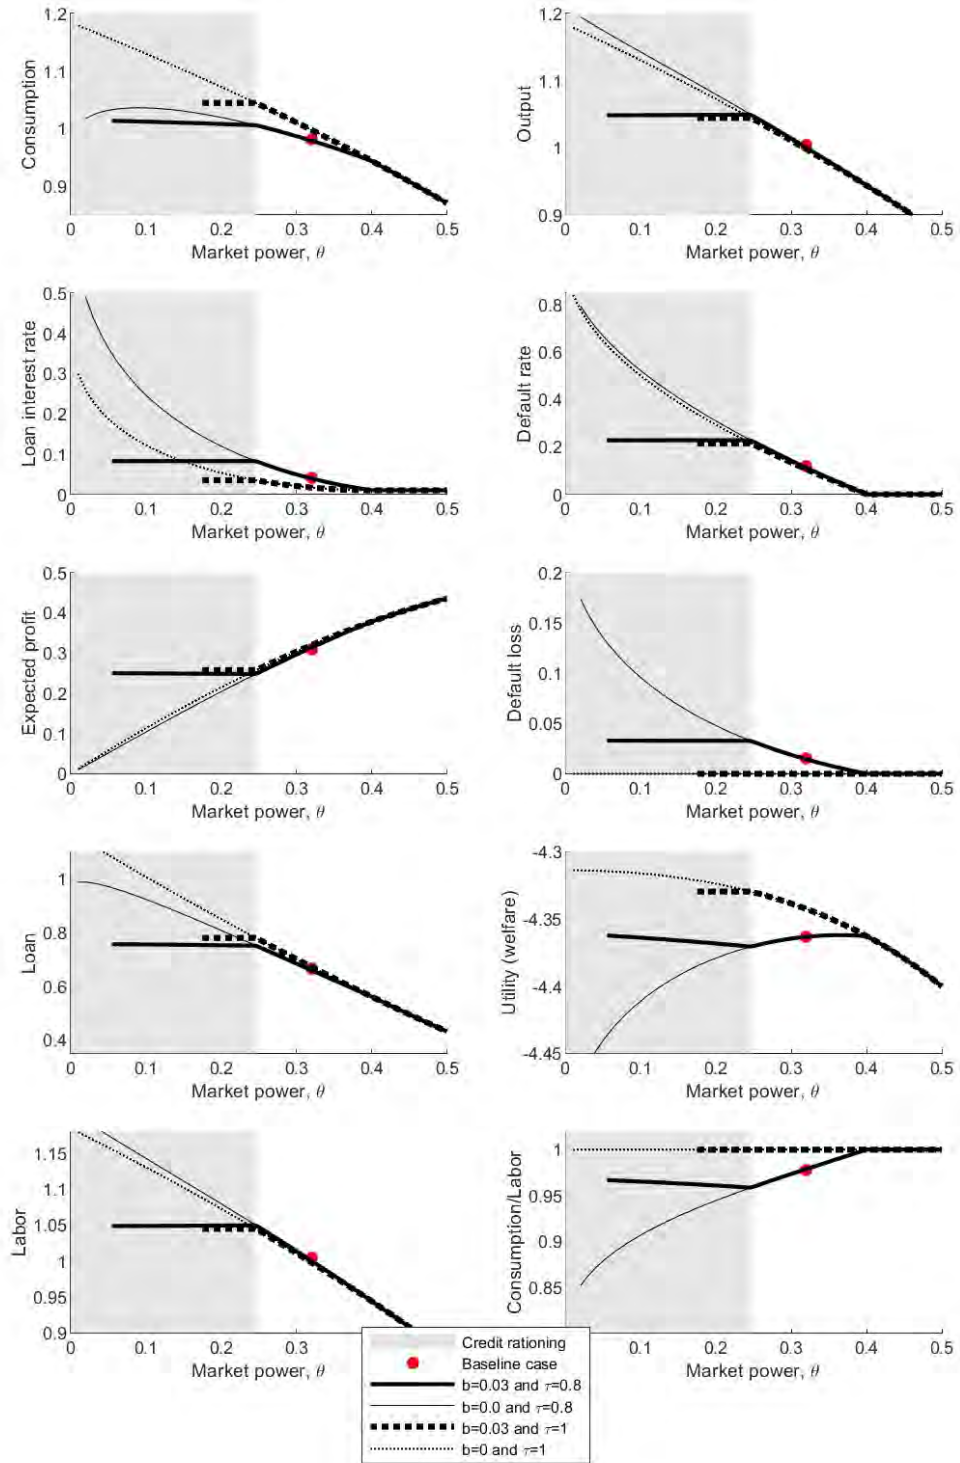 Consumption
1.2
1.1
1
0.9
0 0.1 0.2 0.3 0.4 0.5
Market power, θ
Output
1.2
1.1
1
0.9
0 0.1 0.2 0.3 0.4 0.5
Market power, θ
Loan interest rate
0.5
0.4
0.3
0.2
0.1
0
0 0.1 0.2 0.3 0.4 0.5
Market power, θ
Default rate
0.8
0.6
0.4
0.2
0
0 0.1 0.2 0.3 0.4 0.5
Market power, θ
Expected profit
0.5
0.4
0.3
0.2
0.1
0
0 0.1 0.2 0.3 0.4 0.5
Market power, θ
Default loss
0.2
0.15
0.1
0.05
0
0 0.1 0.2 0.3 0.4 0.5
Market power, θ
Loan
1
0.8
0.6
0.4
0 0.1 0.2 0.3 0.4 0.5
Market power, θ
Utility (welfare)
-4.3
-4.35
-4.4
-4.45
0 0.1 0.2 0.3 0.4 0.5
Market power, θ
Labor
1.15
1.1
1.05
1
0.95
0.9
0 0.1 0.2 0.3 0.4 0.5
Market power, θ
Consumption/Labor
1
0.95
0.9
0.85
0 0.1 0.2 0.3 0.4 0.5
Market power, θ
Credit rationing
Baseline case
b=0.03 and τ=0.8
b=0.0 and τ=0.8
b=0.03 and τ=1
b=0 and τ=1